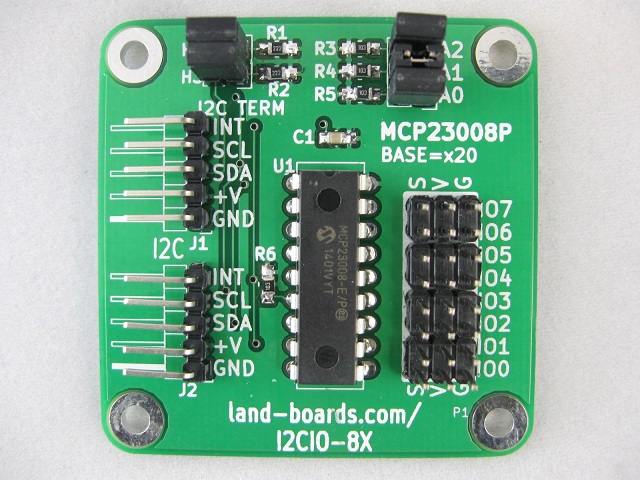 R1
R2
H3
I2C TERM
R3
R4
R5
A2
A1
A0
C1
MCP23008P
BASE=x20
U1
INT
SCL
SDA
+V
GND
J1
I2C
R6
INT
SCL
SDA
+V
GND
J2
MCP23008-E/P
1401VYT
S V G
IO7
IO6
IO5
IO4
IO3
IO2
IO1
IO0
S V G
P1
land-boards.com/
I2CIO-8X